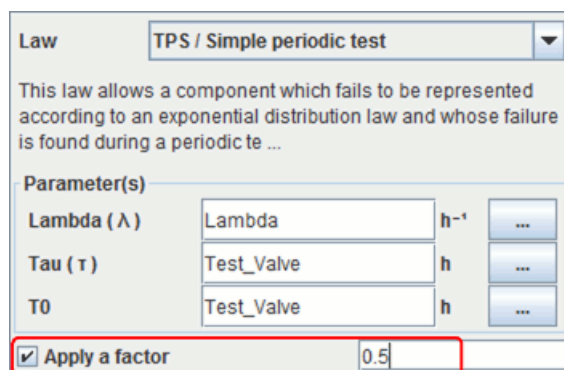 Law TPS / Simple periodic test
This law allows a component which fails to be represented
according to an exponential distribution law and whose failure
is found during a periodic te ...
Parameter(s)
Lambda ( λ ) Lambda h⁻¹ ...
Tau ( τ ) Test_Valve h ...
T0 Test_Valve h ...
Apply a factor 0.5